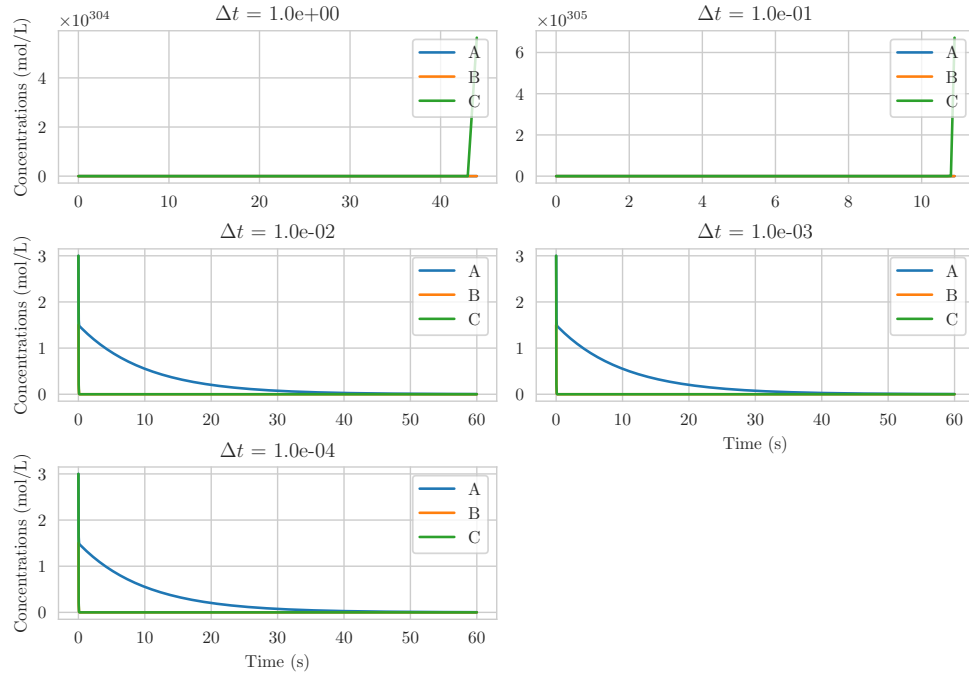 Δt = 1.0e+00
×10^304
Concentrations (mol/L)
4
2
0
0 10 20 30 40
A
B
C
Δt = 1.0e-01
×10^305
6
4
2
0
0 2 4 6 8 10
A
B
C
Δt = 1.0e-02
Concentrations (mol/L)
3
2
1
0
0 10 20 30 40 50 60
A
B
C
Δt = 1.0e-03
3
2
1
0
0 10 20 30 40 50 60
Time (s)
A
B
C
Δt = 1.0e-04
Concentrations (mol/L)
3
2
1
0
0 10 20 30 40 50 60
Time (s)
A
B
C